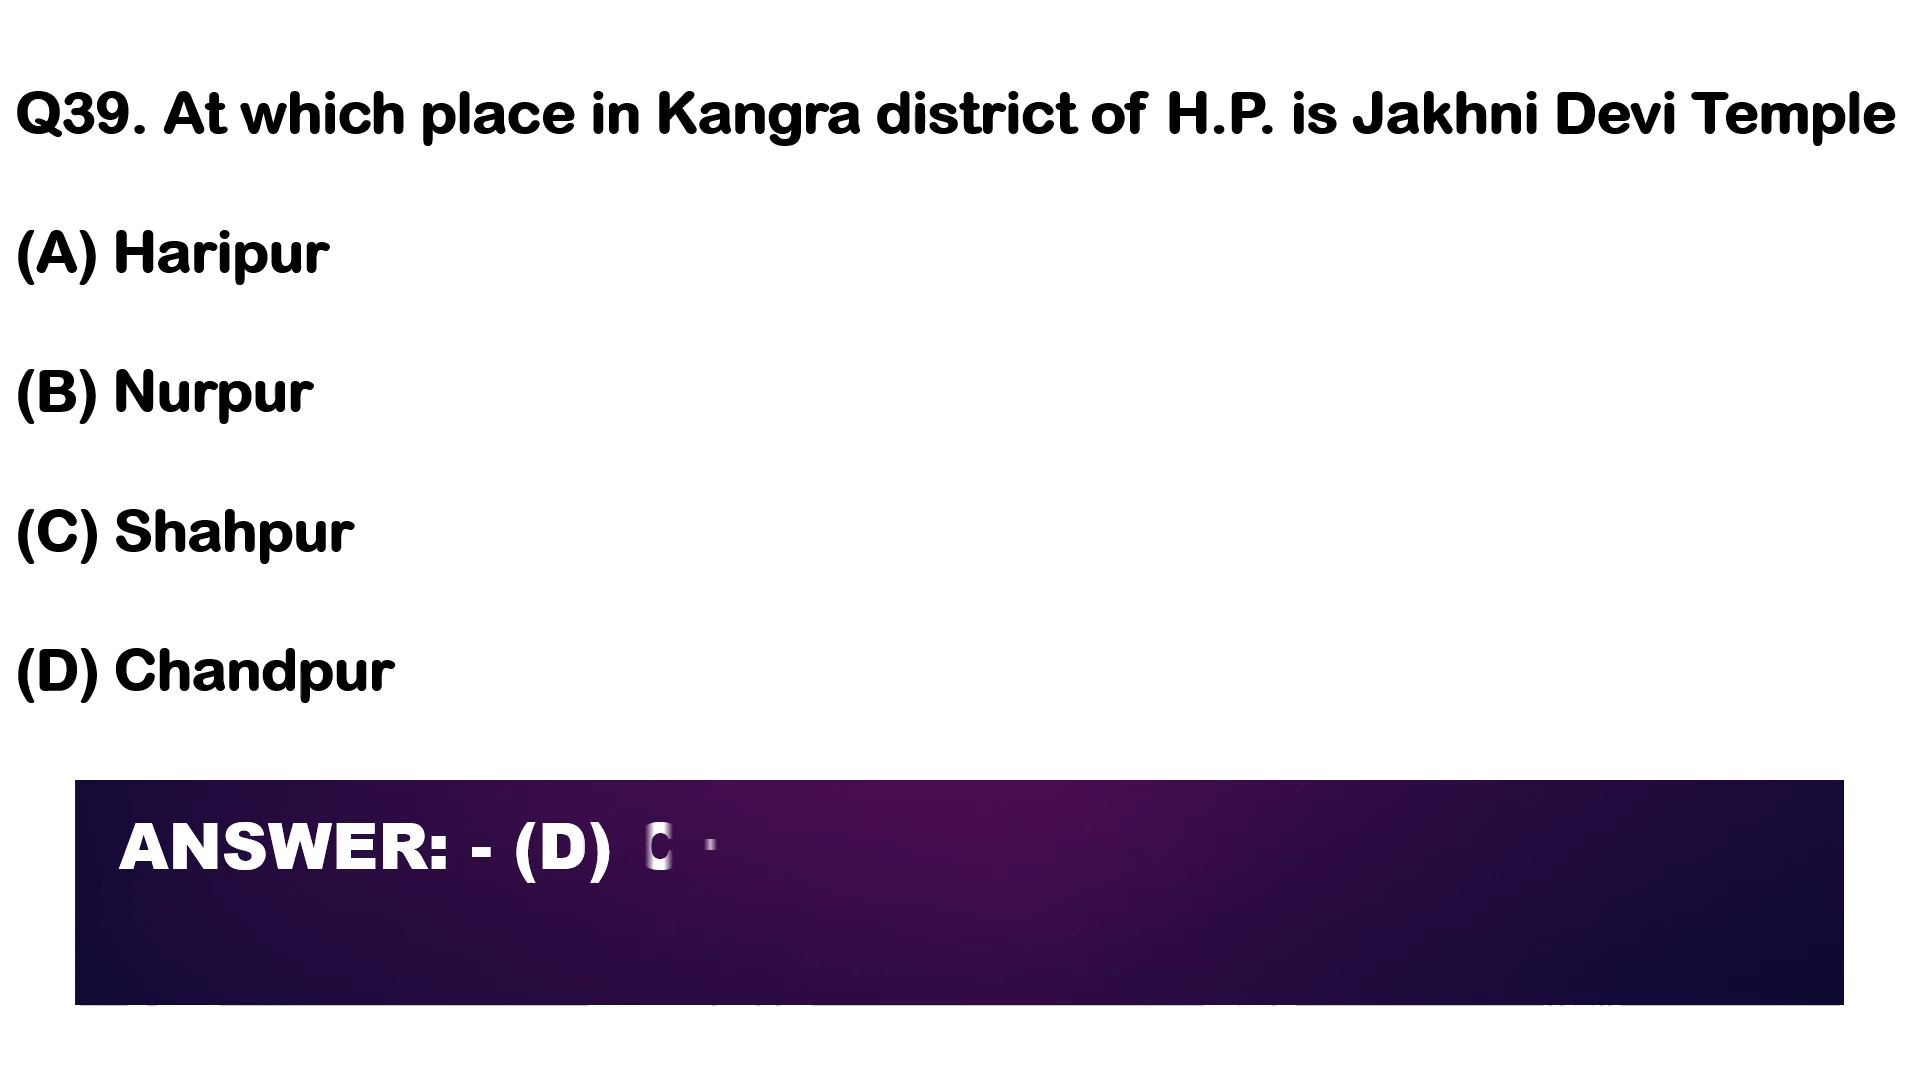 Q39. At which place in Kangra district of H.P. is Jakhni Devi Temple
(A) Haripur
(B) Nurpur
(C) Shahpur
(D) Chandpur
ANSWER: - (D) C